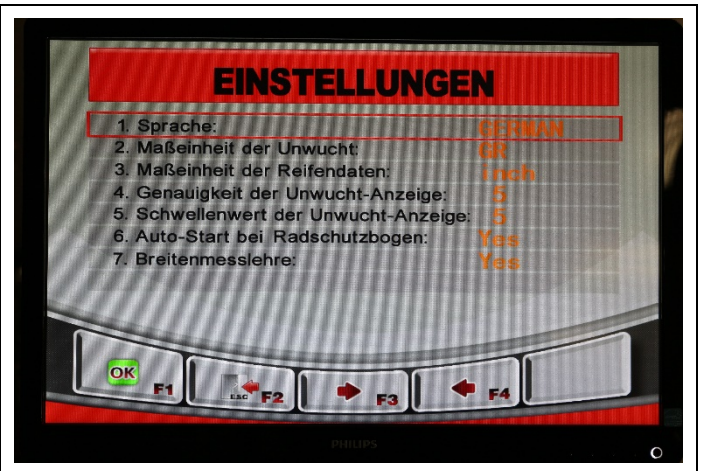 EINSTELLUNGEN
1. Sprache: GERMAN
2. Maßeinheit der Unwucht: GR
3. Maßeinheit der Reifendaten: inch
4. Genauigkeit der Unwucht-Anzeige: 5
5. Schwellenwert der Unwucht-Anzeige: 5
6. Auto-Start bei Radschutzbogen: Yes
7. Breitenmesslehre: Yes
OK F1 ESC F2 F3 F4
PHILIPS